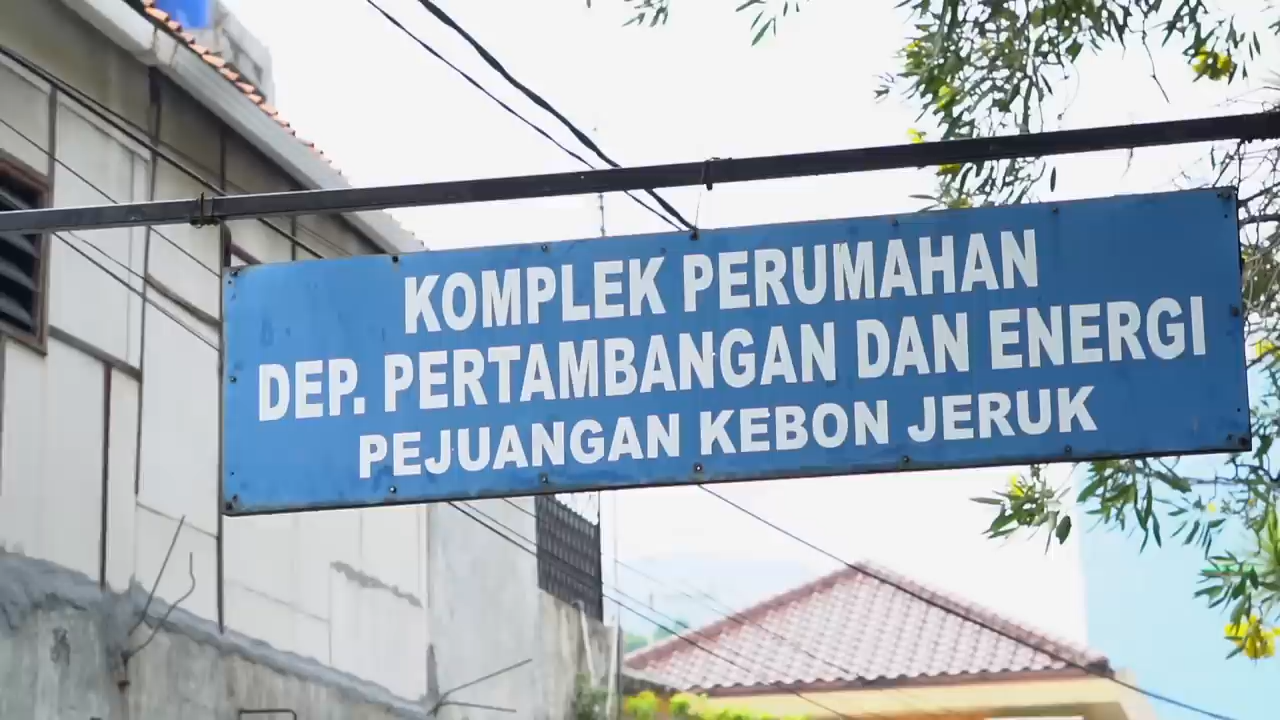 KOMPLEK PERUMAHAN
DEP. PERTAMBANGAN DAN ENERGI
PEJUANGAN KEBON JERUK